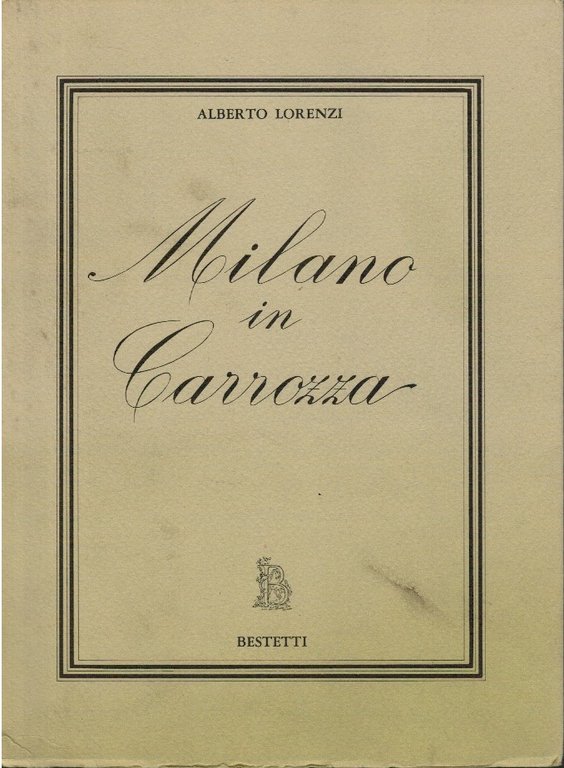 ALBERTO LORENZI
Milano
in
Carrozza
B
BESTETTI